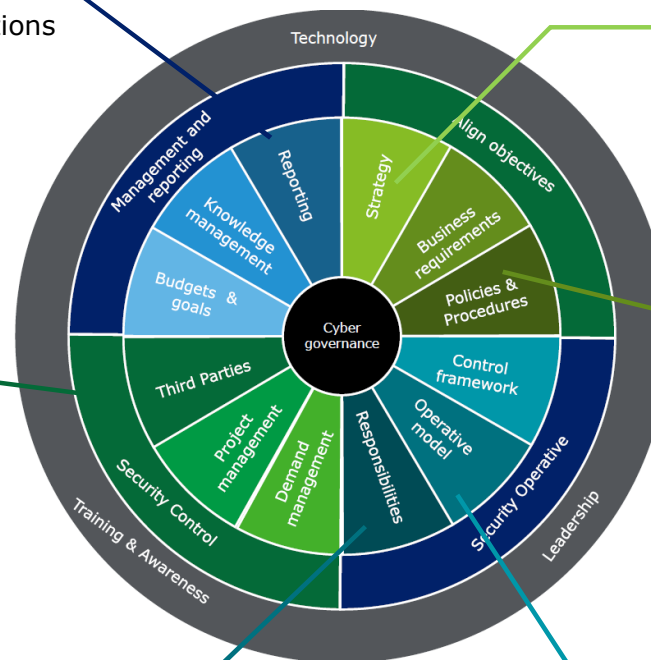 tions
Technology
Management and
reporting
Align objectives
Reporting
Strategy
Knowledge
management
Business
requirements
Budgets &
goals
Policies &
Procedures
Cyber
governance
Third Parties
Control
framework
Project
management
Demand
management
Responsibilities
Operative
model
Security Control
Security Operative
Training & Awareness
Leadership